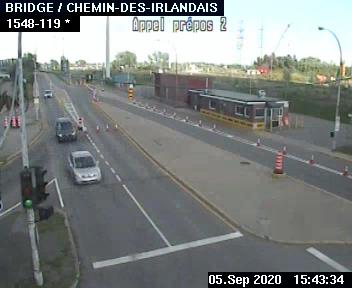 BRIDGE / CHEMIN-DES-IRLANDAIS
1548-119 *
Appel prépos 2
05.Sep 2020 15:43:34